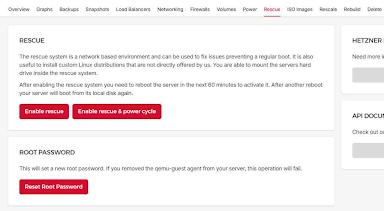 Overview Graphs Backups Snapshots Load Balancers Networking Firewalls Volumes Power Rescue ISO Images Rescale Rebuild Delete
RESCUE
The rescue system is a network based environment and can be used to fix issues preventing a regular boot. It is also
useful to install custom Linux distributions that are not directly offered by us. You are able to mount the servers hard
drive inside the rescue system.
After enabling the rescue system you need to reboot the server in the next 60 minutes to activate it. After another reboot
your server will boot from its local disk again.
Enable rescue Enable rescue & power cycle
ROOT PASSWORD
This will set a new root password. If you removed the qemu-guest agent from your server, this operation will fail.
Reset Root Password
HETZNER
Need more i
API DOCUM
Check out o